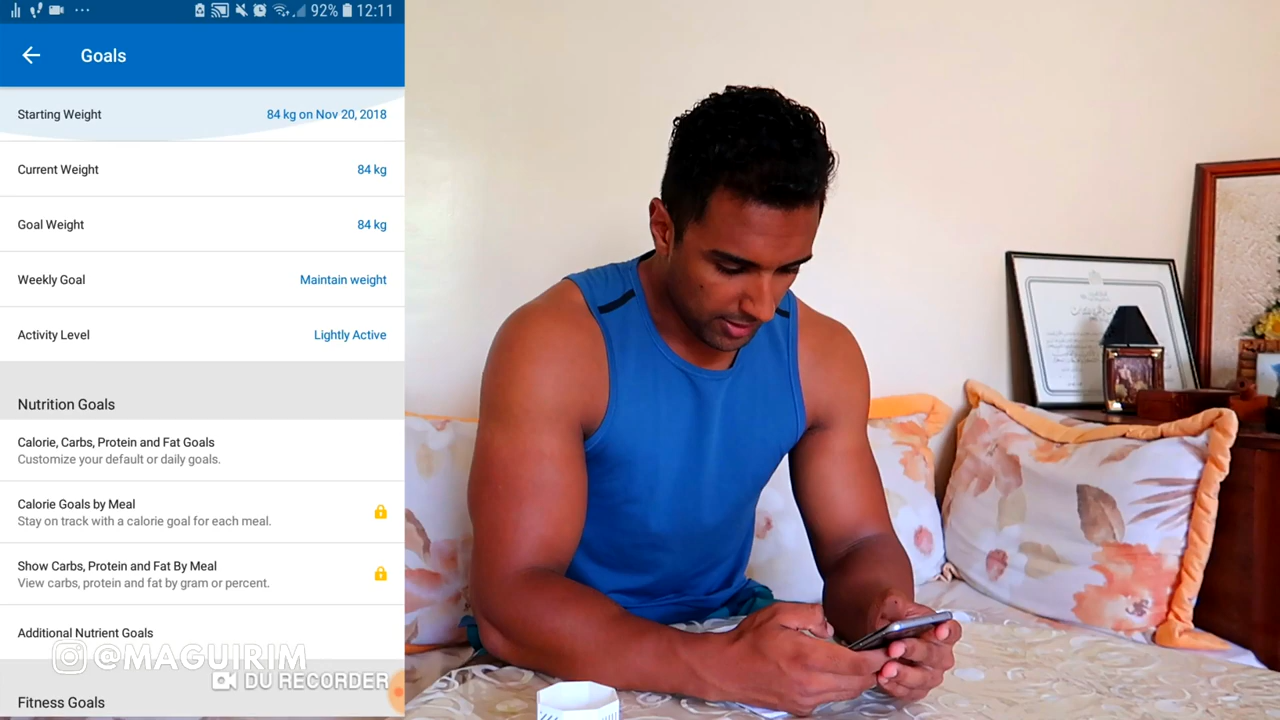 92% 12:11
Goals
Starting Weight 84 kg on Nov 20, 2018
Current Weight 84 kg
Goal Weight 84 kg
Weekly Goal Maintain weight
Activity Level Lightly Active
Nutrition Goals
Calorie, Carbs, Protein and Fat Goals
Customize your default or daily goals.
Calorie Goals by Meal
Stay on track with a calorie goal for each meal.
Show Carbs, Protein and Fat By Meal
View carbs, protein and fat by gram or percent.
Additional Nutrient Goals
@MAGUIRIM
DU RECORDER
Fitness Goals